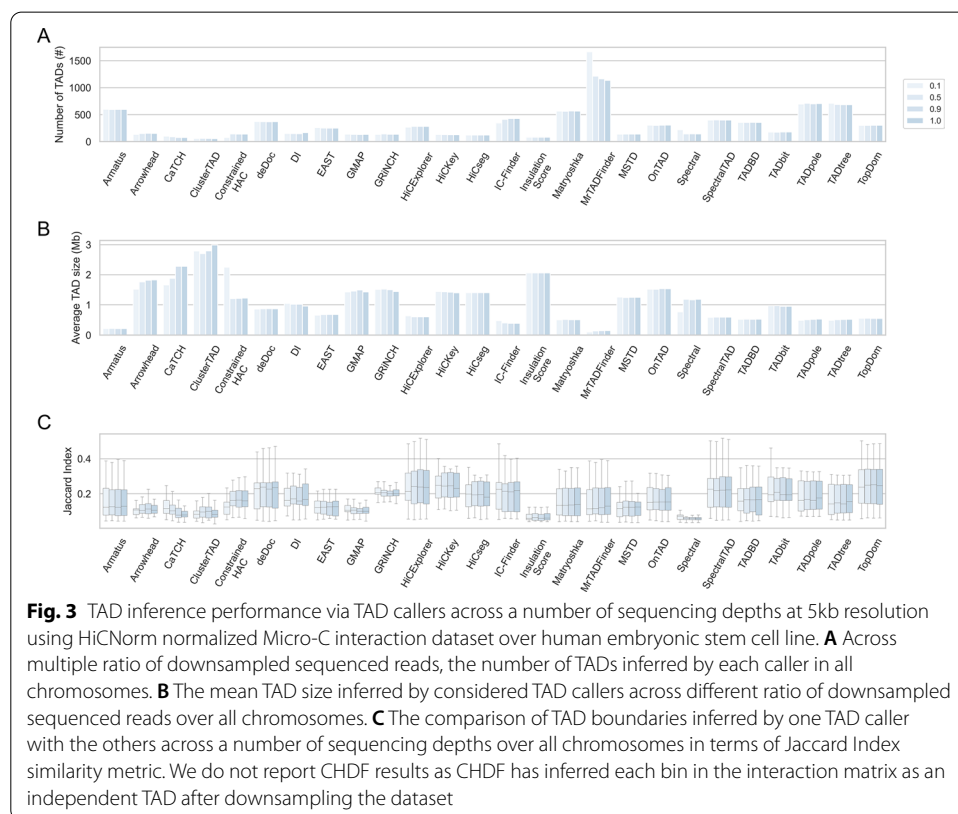 A
Number of TADs (#)
1500
1000
500
0
0.1
0.5
0.9
1.0
Armatus
Arrowhead
CaTCH
ClusterTAD
Constrained
HAC
deDoc
DI
EAST
GMAP
GRiNCH
HiCExplorer
HiCKey
HiCseg
IC-Finder
Insulation
Score
Matryoshka
MrTADFinder
MSTD
OnTAD
Spectral
SpectralTAD
TADBD
TADbit
TADpole
TADtree
TopDom
B
Average TAD size (Mb)
3
2
1
0
Armatus
Arrowhead
CaTCH
ClusterTAD
Constrained
HAC
deDoc
DI
EAST
GMAP
GRiNCH
HiCExplorer
HiCKey
HiCseg
IC-Finder
Insulation
Score
Matryoshka
MrTADFinder
MSTD
OnTAD
Spectral
SpectralTAD
TADBD
TADbit
TADpole
TADtree
TopDom
C
Jaccard Index
0.4
0.2
Armatus
Arrowhead
CaTCH
ClusterTAD
Constrained
HAC
deDoc
DI
EAST
GMAP
GRiNCH
HiCExplorer
HiCKey
HiCseg
IC-Finder
Insulation
Score
Matryoshka
MrTADFinder
MSTD
OnTAD
Spectral
SpectralTAD
TADBD
TADbit
TADpole
TADtree
TopDom
Fig. 3 TAD inference performance via TAD callers across a number of sequencing depths at 5kb resolution
using HiCNorm normalized Micro-C interaction dataset over human embryonic stem cell line. A Across
multiple ratio of downsampled sequenced reads, the number of TADs inferred by each caller in all
chromosomes. B The mean TAD size inferred by considered TAD callers across different ratio of downsampled
sequenced reads over all chromosomes. C The comparison of TAD boundaries inferred by one TAD caller
with the others across a number of sequencing depths over all chromosomes in terms of Jaccard Index
similarity metric. We do not report CHDF results as CHDF has inferred each bin in the interaction matrix as an
independent TAD after downsampling the dataset